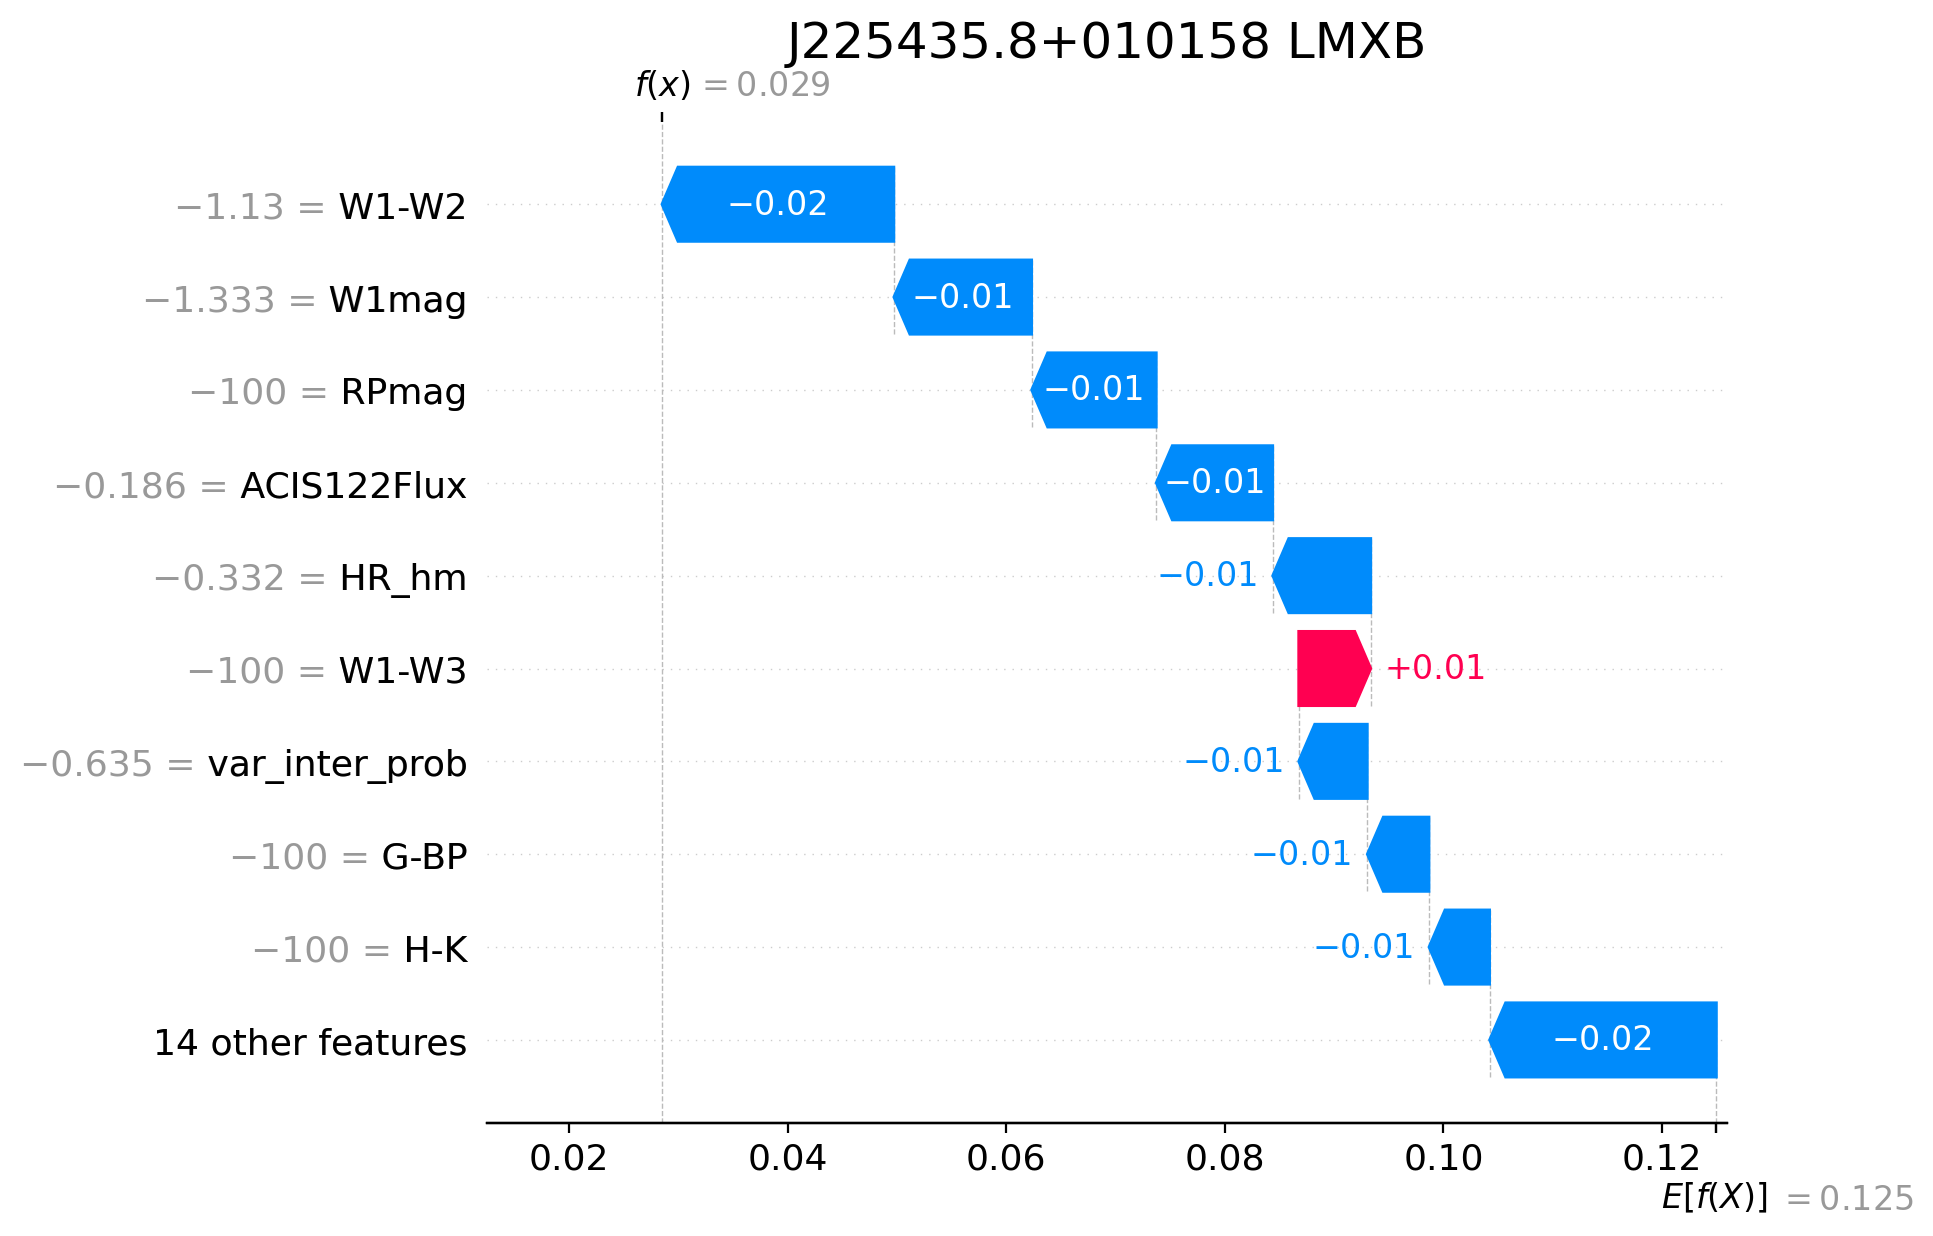 J225435.8+010158 LMXB
f(x) = 0.029
−1.13 = W1-W2 −0.02
−1.333 = W1mag −0.01
−100 = RPmag −0.01
−0.186 = ACIS122Flux −0.01
−0.332 = HR_hm −0.01
−100 = W1-W3 +0.01
−0.635 = var_inter_prob −0.01
−100 = G-BP −0.01
−100 = H-K −0.01
14 other features −0.02
0.02 0.04 0.06 0.08 0.10 0.12
E[f(X)] = 0.125